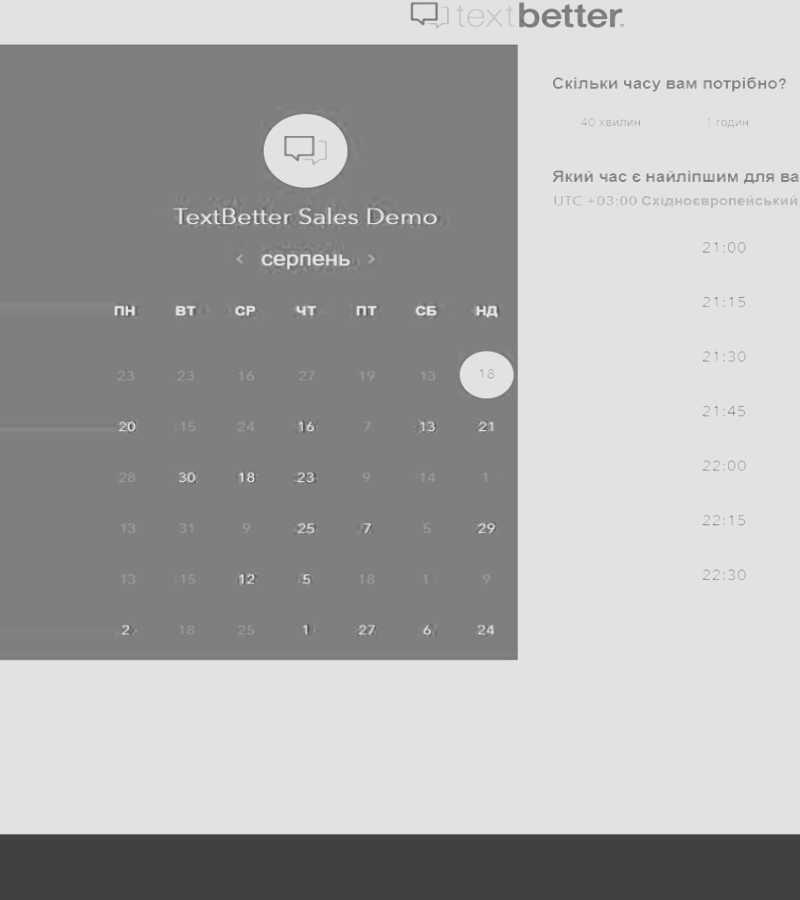 textbetter.
TextBetter Sales Demo
‹ серпень ›
ПН ВТ СР ЧТ ПТ СБ НД
23 23 16 27 19 13 18
20 15 24 16 7 13 21
28 30 18 23 9 14 1
13 31 9 25 7 5 29
13 15 12 5 18 1 9
2 18 25 1 27 6 24
Скільки часу вам потрібно?
40 хвилин 1 годин
Який час є найліпшим для ва
UTC +03:00 Східноєвропейський
21:00
21:15
21:30
21:45
22:00
22:15
22:30